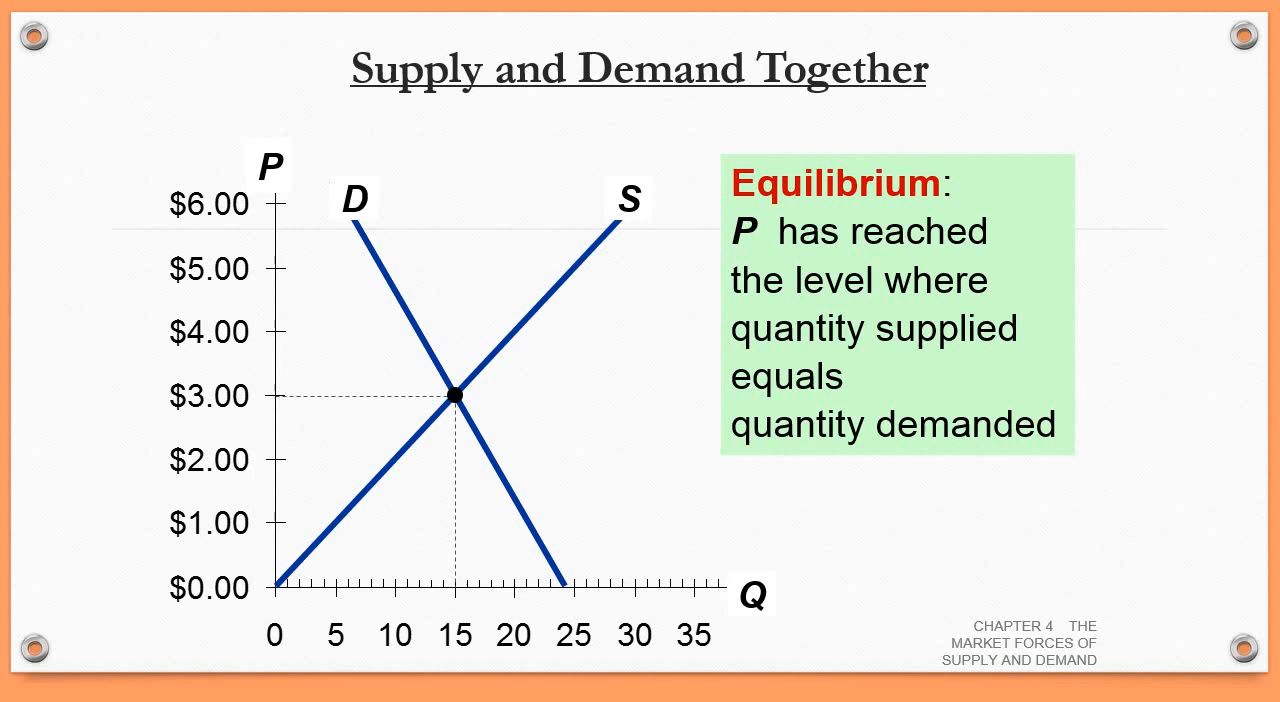 Supply and Demand Together
P
D
S
$6.00
$5.00
$4.00
$3.00
$2.00
$1.00
$0.00
Q
0 5 10 15 20 25 30 35
Equilibrium:
P has reached
the level where
quantity supplied
equals
quantity demanded
CHAPTER 4 THE
MARKET FORCES OF
SUPPLY AND DEMAND